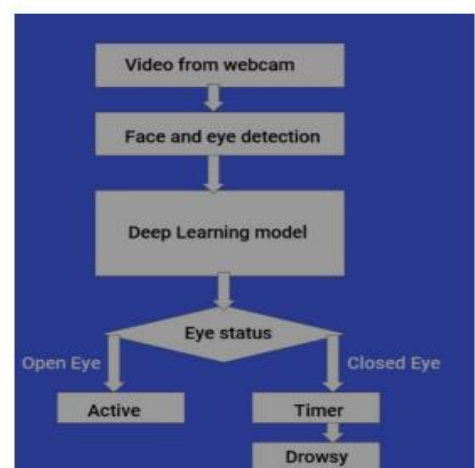 Video from webcam
Face and eye detection
Deep Learning model
Eye status
Open Eye
Closed Eye
Active
Timer
Drowsy